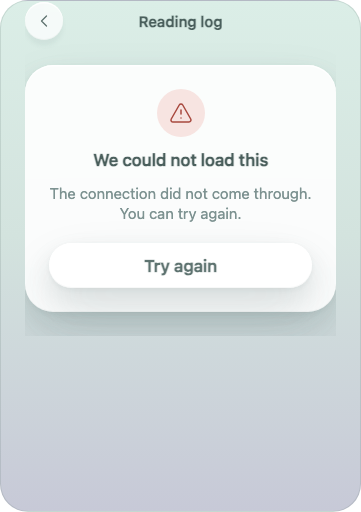 Reading log
We could not load this
The connection did not come through.
You can try again.
Try again